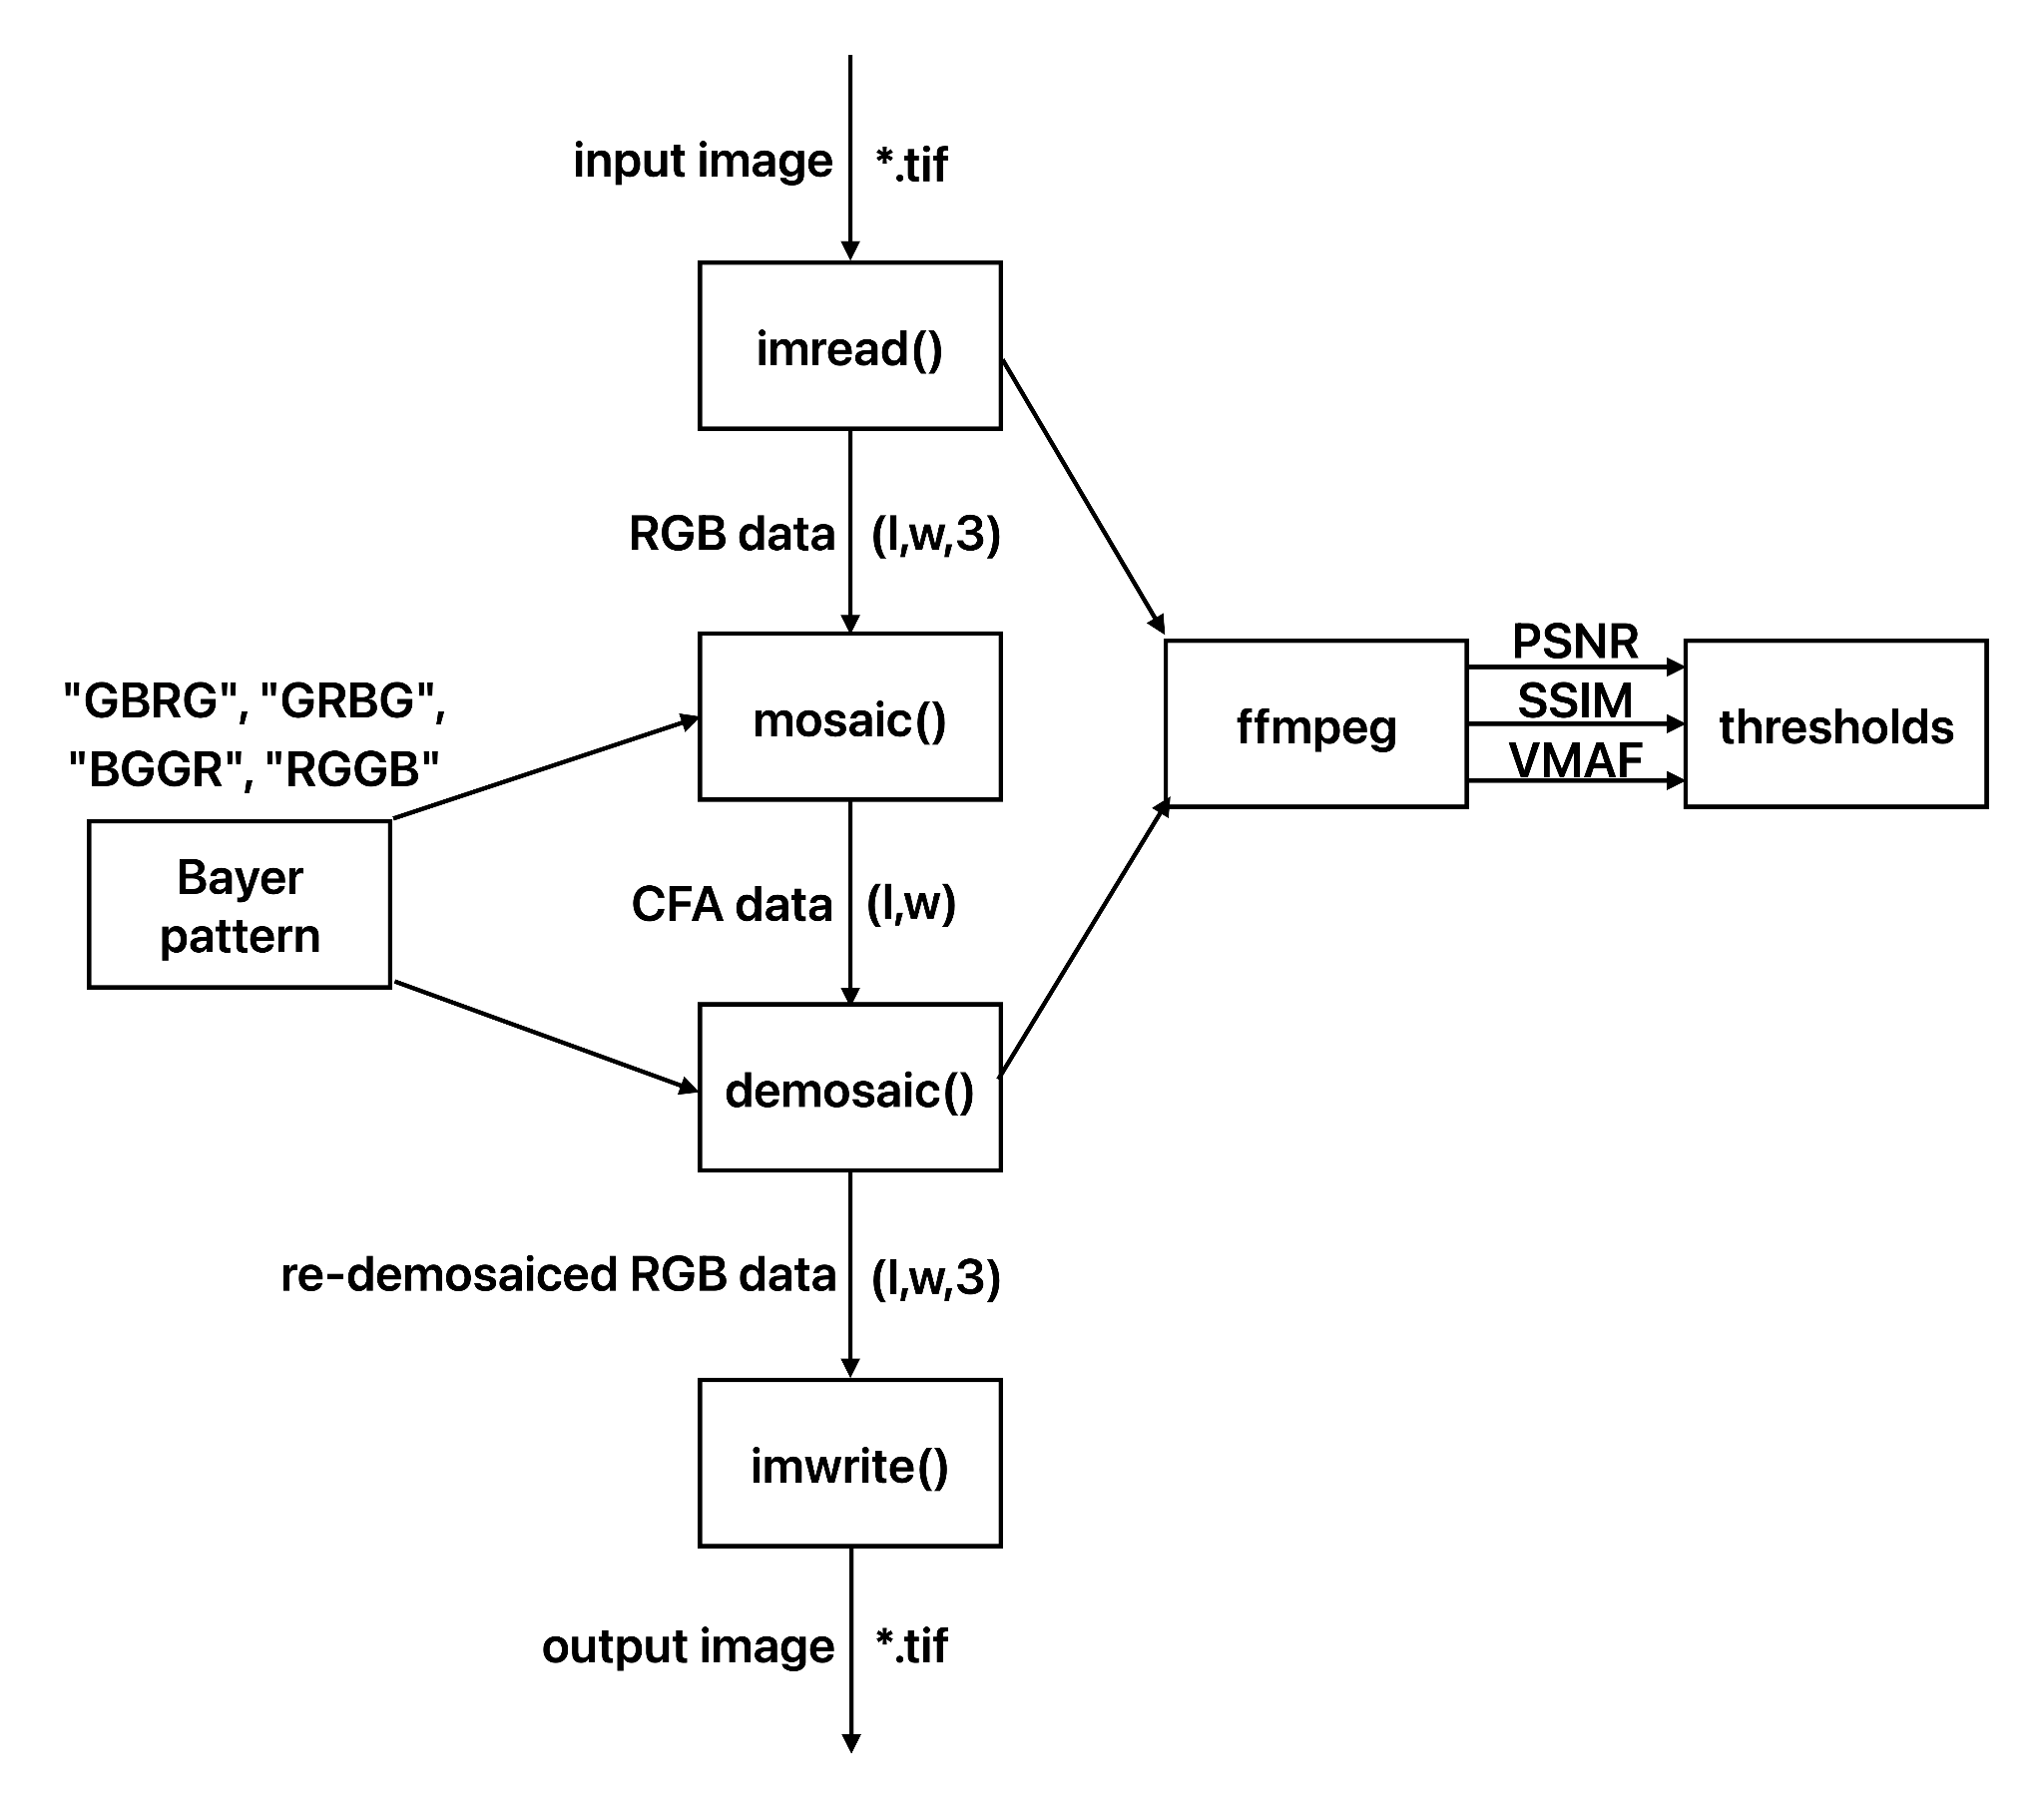 input image
*.tif
imread()
RGB data
(l,w,3)
"GBRG", "GRBG",
"BGGR", "RGGB"
Bayer
pattern
mosaic()
ffmpeg
PSNR
SSIM
VMAF
thresholds
CFA data
(l,w)
demosaic()
re-demosaiced RGB data
(l,w,3)
imwrite()
output image
*.tif